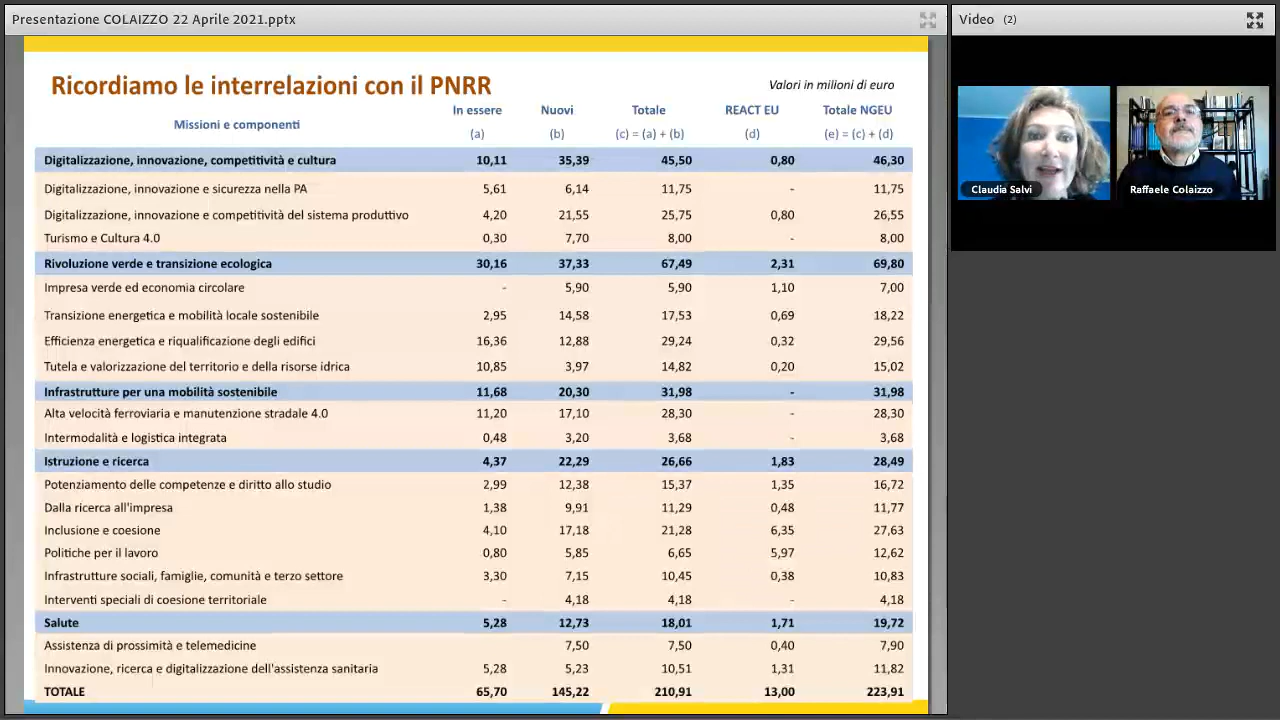 Presentazione COLAIZZO 22 Aprile 2021.pptx
Video (2)
Ricordiamo le interrelazioni con il PNRR
Valori in milioni di euro
Missioni e componenti
In essere Nuovi Totale REACT EU Totale NGEU
(a) (b) (c) = (a) + (b) (d) (e) = (c) + (d)
Digitalizzazione, innovazione, competitività e cultura 10,11 35,39 45,50 0,80 46,30
Digitalizzazione, innovazione e sicurezza nella PA 5,61 6,14 11,75 - 11,75
Digitalizzazione, innovazione e competitività del sistema produttivo 4,20 21,55 25,75 0,80 26,55
Turismo e Cultura 4.0 0,30 7,70 8,00 - 8,00
Rivoluzione verde e transizione ecologica 30,16 37,33 67,49 2,31 69,80
Impresa verde ed economia circolare - 5,90 5,90 1,10 7,00
Transizione energetica e mobilità locale sostenibile 2,95 14,58 17,53 0,69 18,22
Efficienza energetica e riqualificazione degli edifici 16,36 12,88 29,24 0,32 29,56
Tutela e valorizzazione del territorio e della risorse idrica 10,85 3,97 14,82 0,20 15,02
Infrastrutture per una mobilità sostenibile 11,68 20,30 31,98 - 31,98
Alta velocità ferroviaria e manutenzione stradale 4.0 11,20 17,10 28,30 - 28,30
Intermodalità e logistica integrata 0,48 3,20 3,68 - 3,68
Istruzione e ricerca 4,37 22,29 26,66 1,83 28,49
Potenziamento delle competenze e diritto allo studio 2,99 12,38 15,37 1,35 16,72
Dalla ricerca all'impresa 1,38 9,91 11,29 0,48 11,77
Inclusione e coesione 4,10 17,18 21,28 6,35 27,63
Politiche per il lavoro 0,80 5,85 6,65 5,97 12,62
Infrastrutture sociali, famiglie, comunità e terzo settore 3,30 7,15 10,45 0,38 10,83
Interventi speciali di coesione territoriale - 4,18 4,18 - 4,18
Salute 5,28 12,73 18,01 1,71 19,72
Assistenza di prossimità e telemedicine 7,50 7,50 0,40 7,90
Innovazione, ricerca e digitalizzazione dell'assistenza sanitaria 5,28 5,23 10,51 1,31 11,82
TOTALE 65,70 145,22 210,91 13,00 223,91
Claudia Salvi
Raffaele Colaizzo